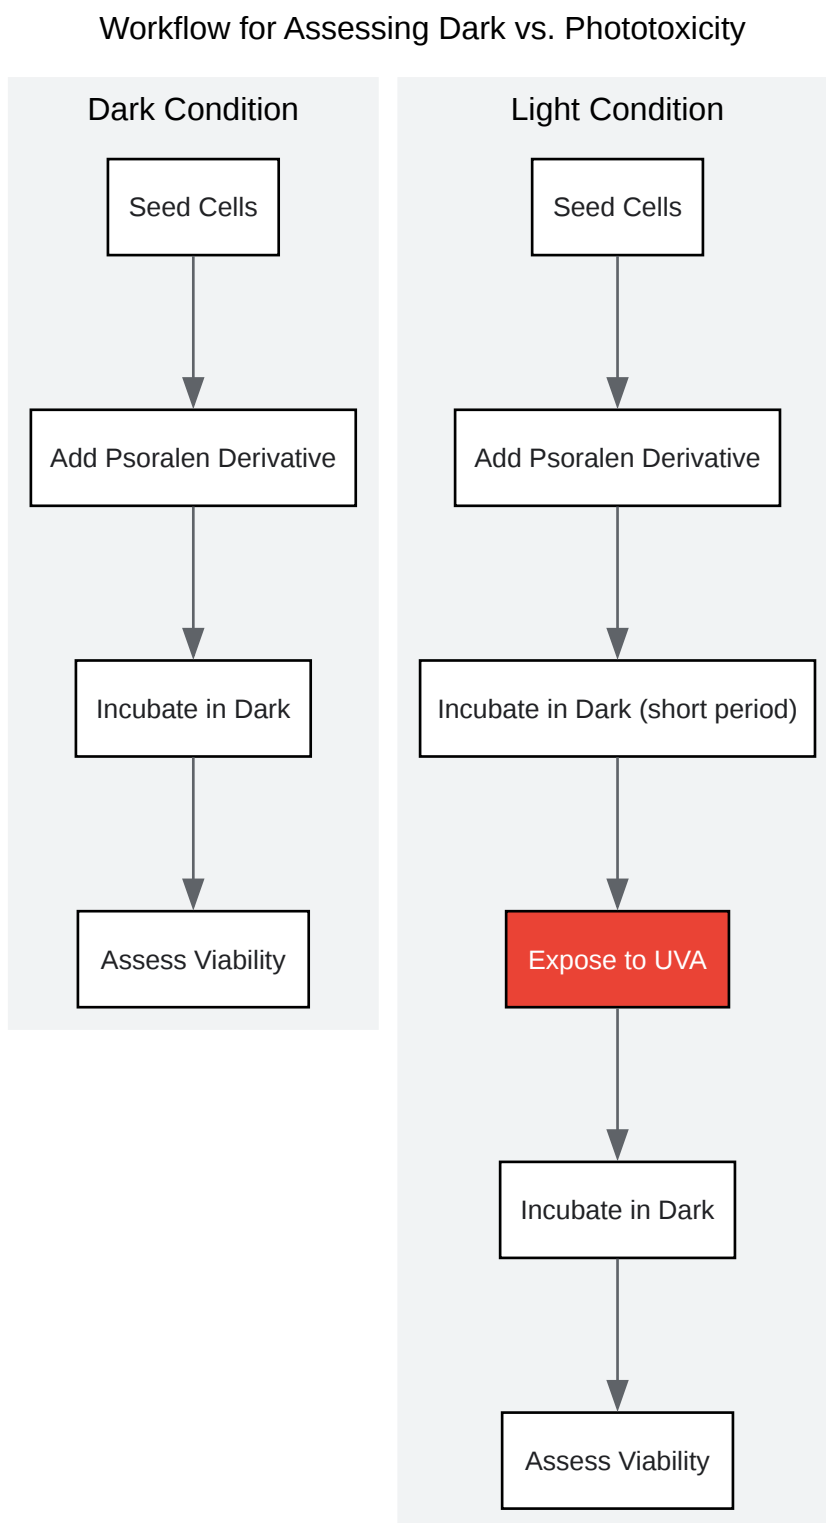 Workflow for Assessing Dark vs. Phototoxicity
Dark Condition
Seed Cells
Add Psoralen Derivative
Incubate in Dark
Assess Viability
Light Condition
Seed Cells
Add Psoralen Derivative
Incubate in Dark (short period)
Expose to UVA
Incubate in Dark
Assess Viability